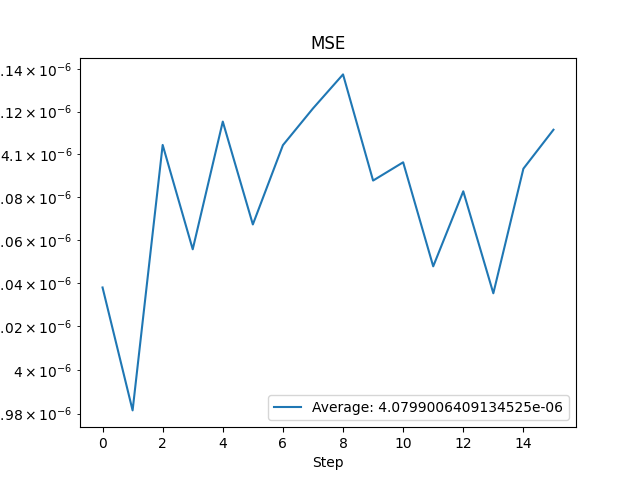 MSE
.14 × 10⁻⁶
.12 × 10⁻⁶
4.1 × 10⁻⁶
.08 × 10⁻⁶
.06 × 10⁻⁶
.04 × 10⁻⁶
.02 × 10⁻⁶
4 × 10⁻⁶
.98 × 10⁻⁶
Average: 4.0799006409134525e-06
0 2 4 6 8 10 12 14
Step